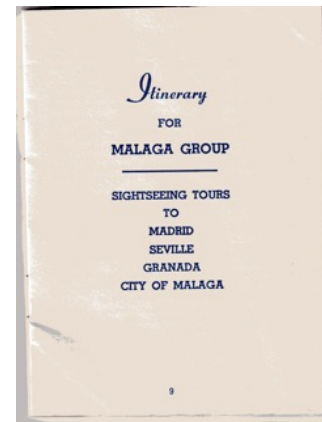 Itinerary
FOR
MALAGA GROUP
SIGHTSEEING TOURS
TO
MADRID
SEVILLE
GRANADA
CITY OF MALAGA
9